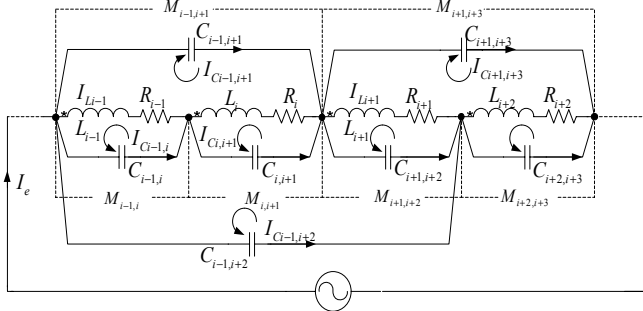 M_{i-1,i+1} M_{i+1,i+3}
C_{i-1,i+1} C_{i+1,i+3}
I_{Ci-1,i+1} I_{Ci+1,i+3}
I_{Li-1} R_{i-1} L_i R_i I_{Li+1} R_{i+1} L_{i+2} R_{i+2}
* * * *
L_{i-1} I_{Ci-1,i} I_{Ci,i+1} L_{i+1}
C_{i-1,i} C_{i,i+1} C_{i+1,i+2} C_{i+2,i+3}
I_e M_{i-1,i} M_{i,i+1} M_{i+1,i+2} M_{i+2,i+3}
I_{Ci-1,i+2}
C_{i-1,i+2}